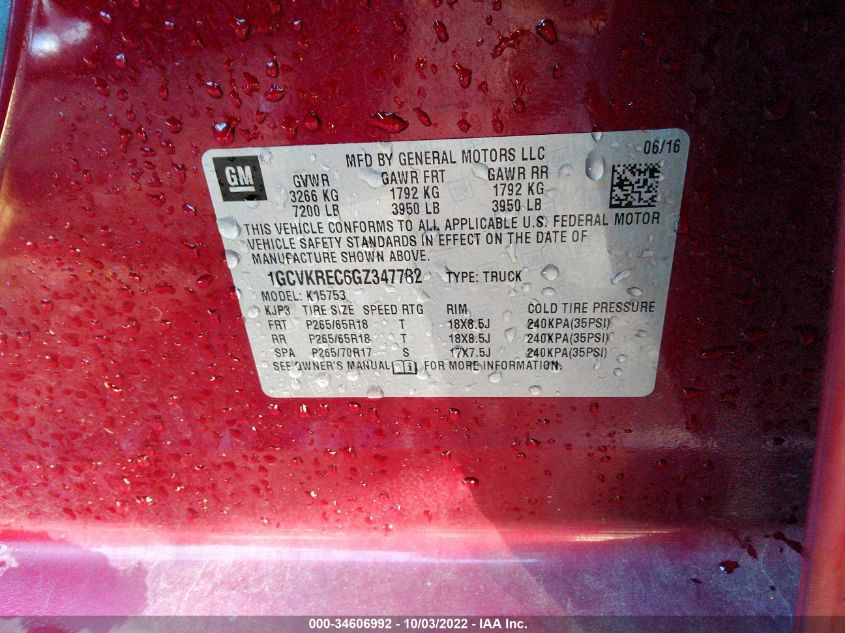 GM
MFD BY GENERAL MOTORS LLC
06/16
GVWR GAWR FRT GAWR RR
3266 KG 1792 KG 1792 KG
7200 LB 3950 LB 3950 LB
THIS VEHICLE CONFORMS TO ALL APPLICABLE U.S. FEDERAL MOTOR
VEHICLE SAFETY STANDARDS IN EFFECT ON THE DATE OF
MANUFACTURE SHOWN ABOVE.
1GCVKREC6GZ347782 TYPE: TRUCK
MODEL: K15753
KJP3 TIRE SIZE SPEED RTG RIM COLD TIRE PRESSURE
FRT P265/65R18 T 18X8.5J 240KPA(35PSI)
RR P265/65R18 T 18X8.5J 240KPA(35PSI)
SPA P265/70R17 S 17X7.5J 240KPA(35PSI)
SEE OWNER'S MANUAL i FOR MORE INFORMATION.
000-34606992 - 10/03/2022 - IAA Inc.